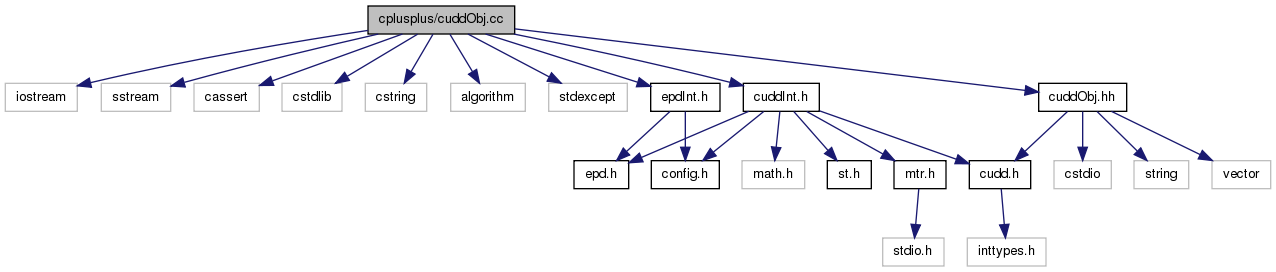 cplusplus/cuddObj.cc
iostream
sstream
cassert
cstdlib
cstring
algorithm
stdexcept
epdInt.h
cuddInt.h
cuddObj.hh
epd.h
config.h
math.h
st.h
mtr.h
cudd.h
cstdio
string
vector
stdio.h
inttypes.h